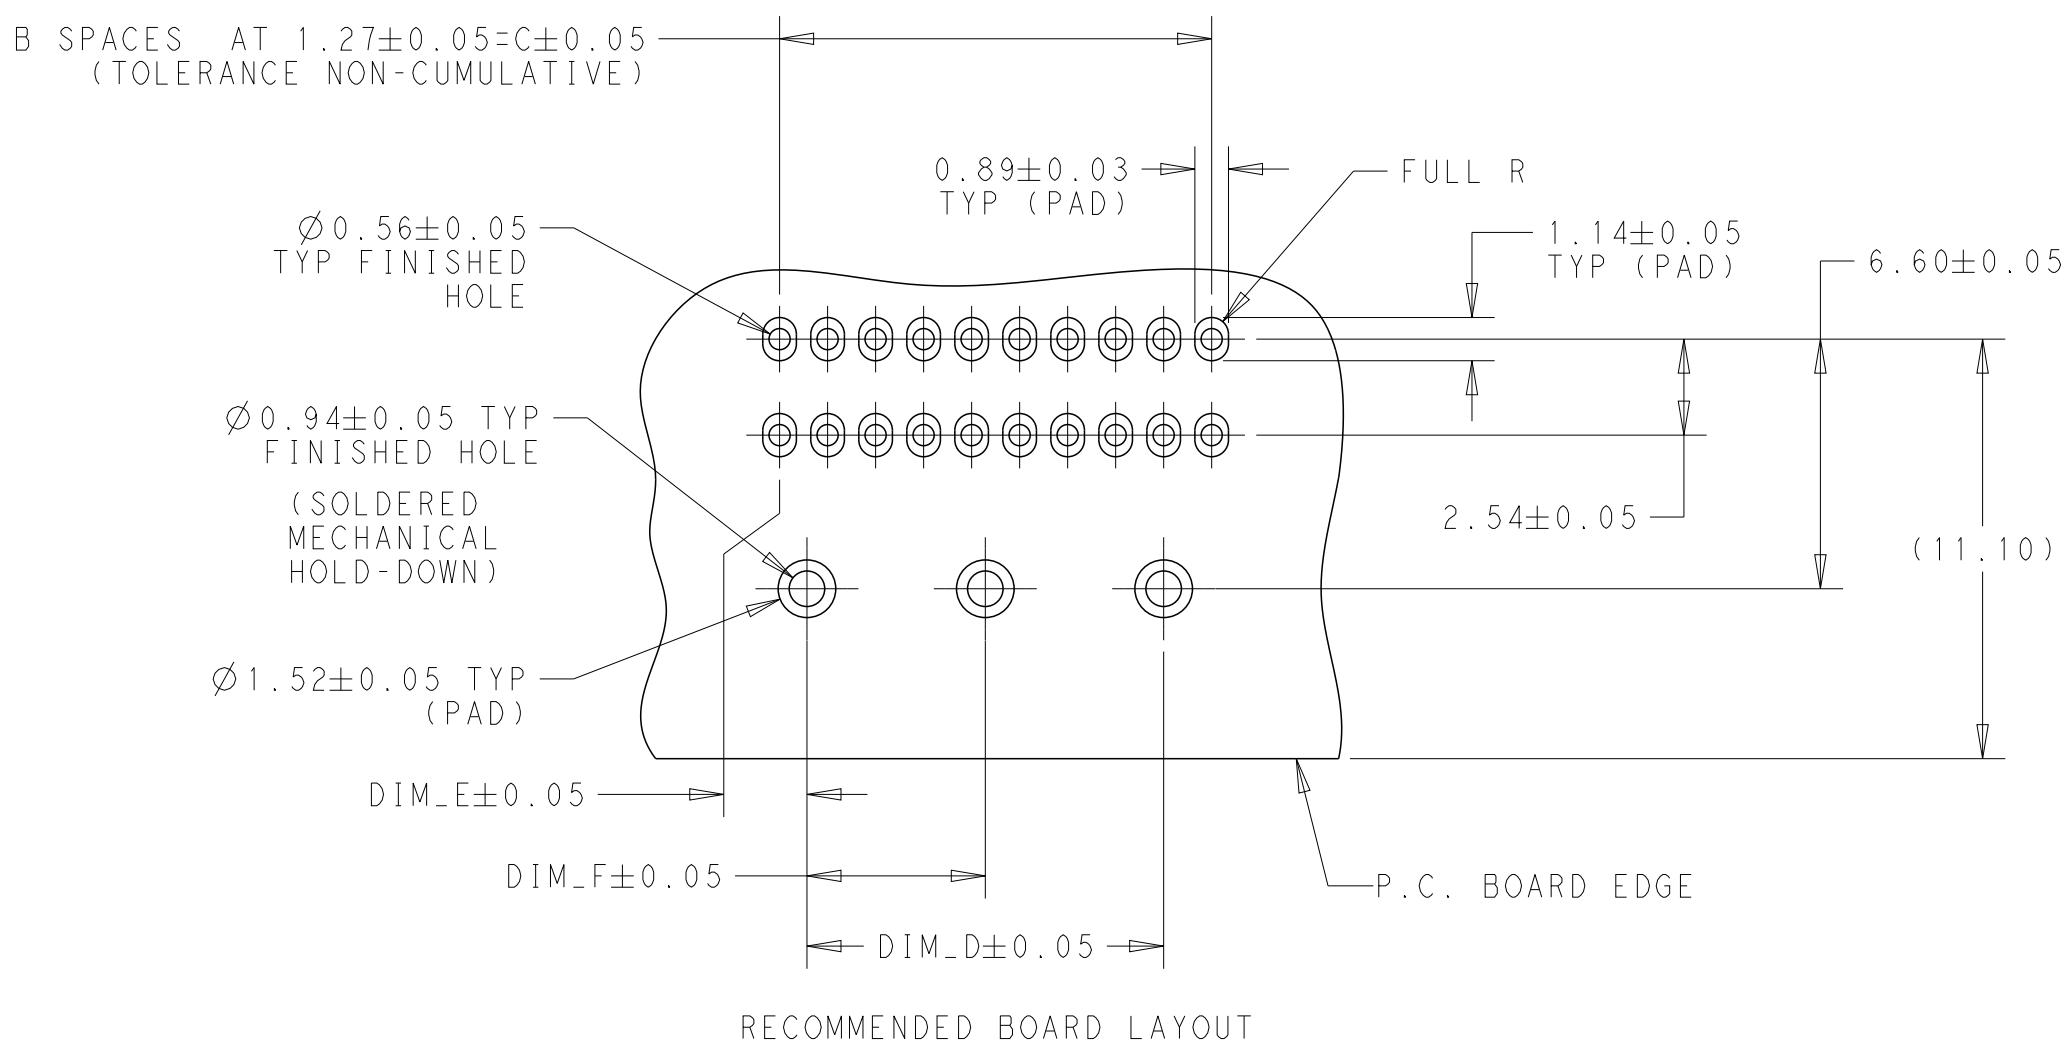 B SPACES AT 1.27±0.05=C±0.05
(TOLERANCE NON-CUMULATIVE)
0.89±0.03
TYP (PAD)
FULL R
Ø0.56±0.05
TYP FINISHED
HOLE
1.14±0.05
TYP (PAD)
6.60±0.05
Ø0.94±0.05 TYP
FINISHED HOLE
(SOLDERED
MECHANICAL
HOLD-DOWN)
2.54±0.05
(11.10)
Ø1.52±0.05 TYP
(PAD)
DIM_E±0.05
DIM_F±0.05
P.C. BOARD EDGE
DIM_D±0.05
RECOMMENDED BOARD LAYOUT